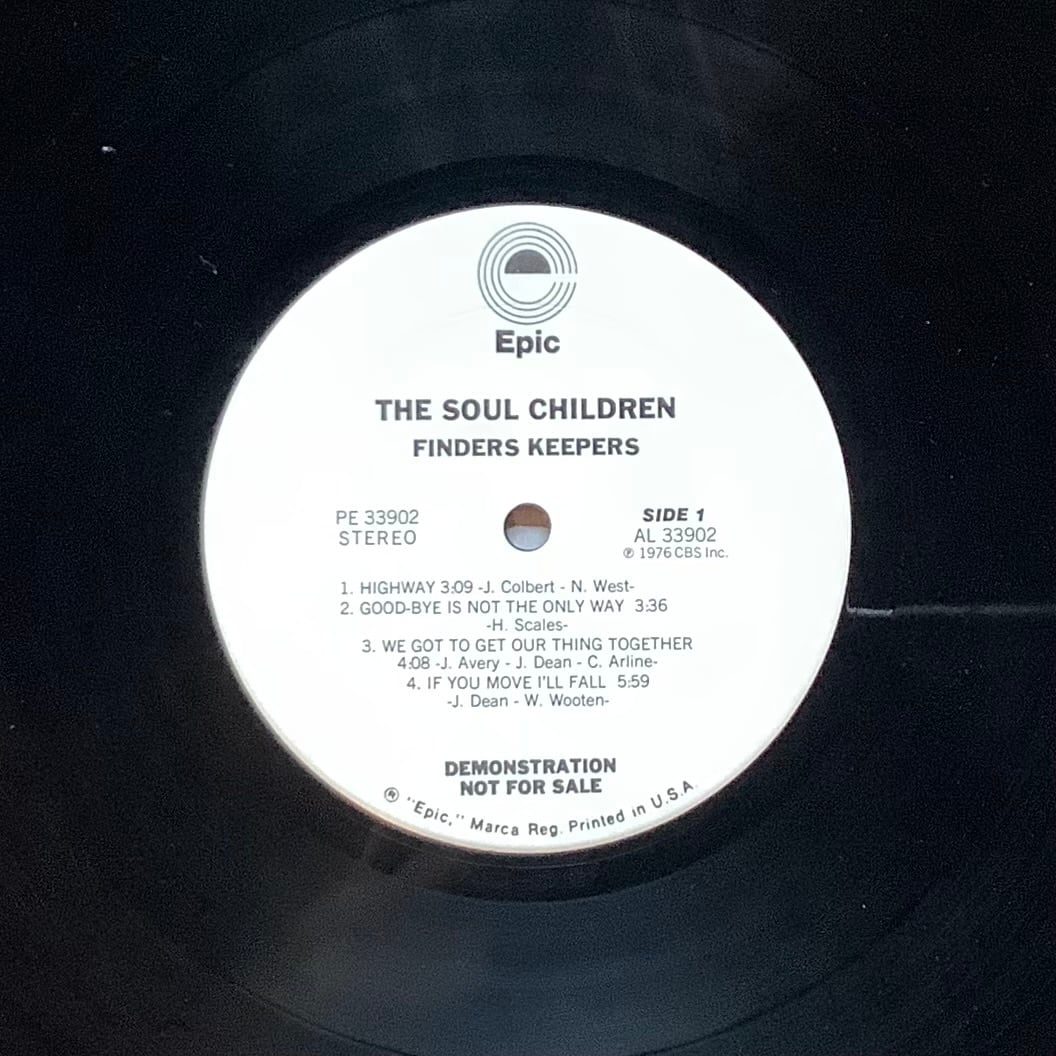 Epic
THE SOUL CHILDREN
FINDERS KEEPERS
PE 33902
STEREO
SIDE 1
AL 33902
℗ 1976 CBS Inc.
1. HIGHWAY 3:09 -J. Colbert - N. West-
2. GOOD-BYE IS NOT THE ONLY WAY 3:36
-H. Scales-
3. WE GOT TO GET OUR THING TOGETHER
4:08 -J. Avery - J. Dean - C. Arline-
4. IF YOU MOVE I'LL FALL 5:59
-J. Dean - W. Wooten-
DEMONSTRATION
NOT FOR SALE
® "Epic," Marca Reg. Printed in U.S.A.